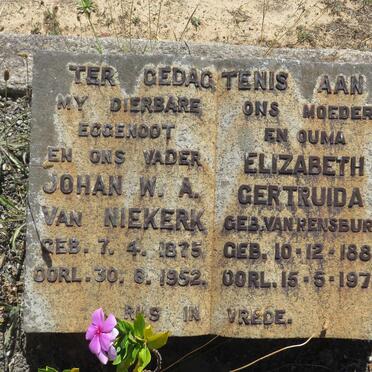 TER GEDAGTENIS AAN
MY DIERBARE
EGGENOOT
EN ONS VADER
JOHAN W. A.
VAN NIEKERK
GEB. 7. 4. 1875
OORL. 30. 8. 1952.
ONS MOEDER
EN OUMA
ELIZABETH
GERTRUIDA
GEB. VAN RENSBUR
GEB. 10-12-188
OORL. 15-5-197
RUS IN VREDE.